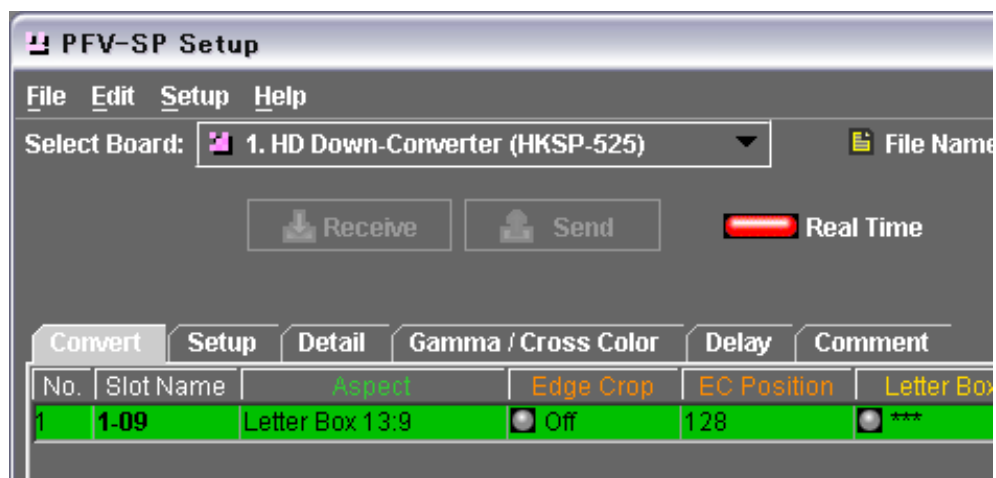 PFV-SP Setup
File Edit Setup Help
Select Board: 1. HD Down-Converter (HKSP-525) File Name
Receive Send Real Time
Convert Setup Detail Gamma / Cross Color Delay Comment
No. Slot Name Aspect Edge Crop EC Position Letter Box
1 1-09 Letter Box 13:9 Off 128 ***